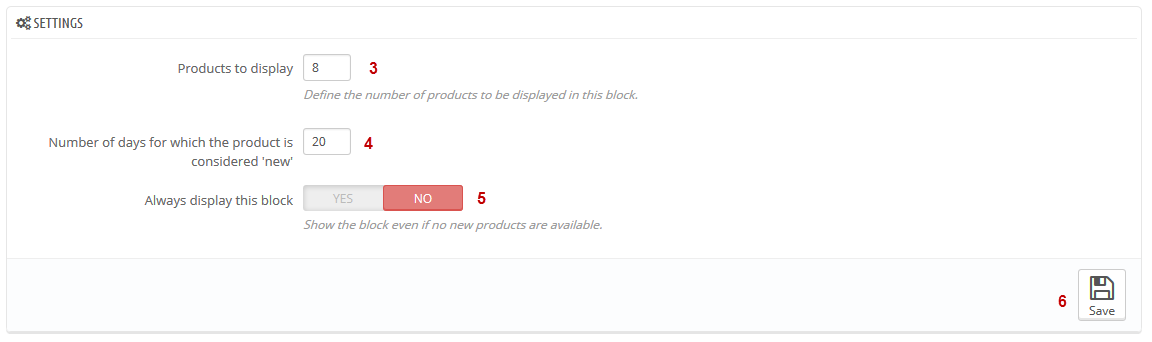 SETTINGS
Products to display 8 3
Define the number of products to be displayed in this block.
Number of days for which the product is
considered 'new' 20 4
Always display this block YES NO 5
Show the block even if no new products are available.
6
Save